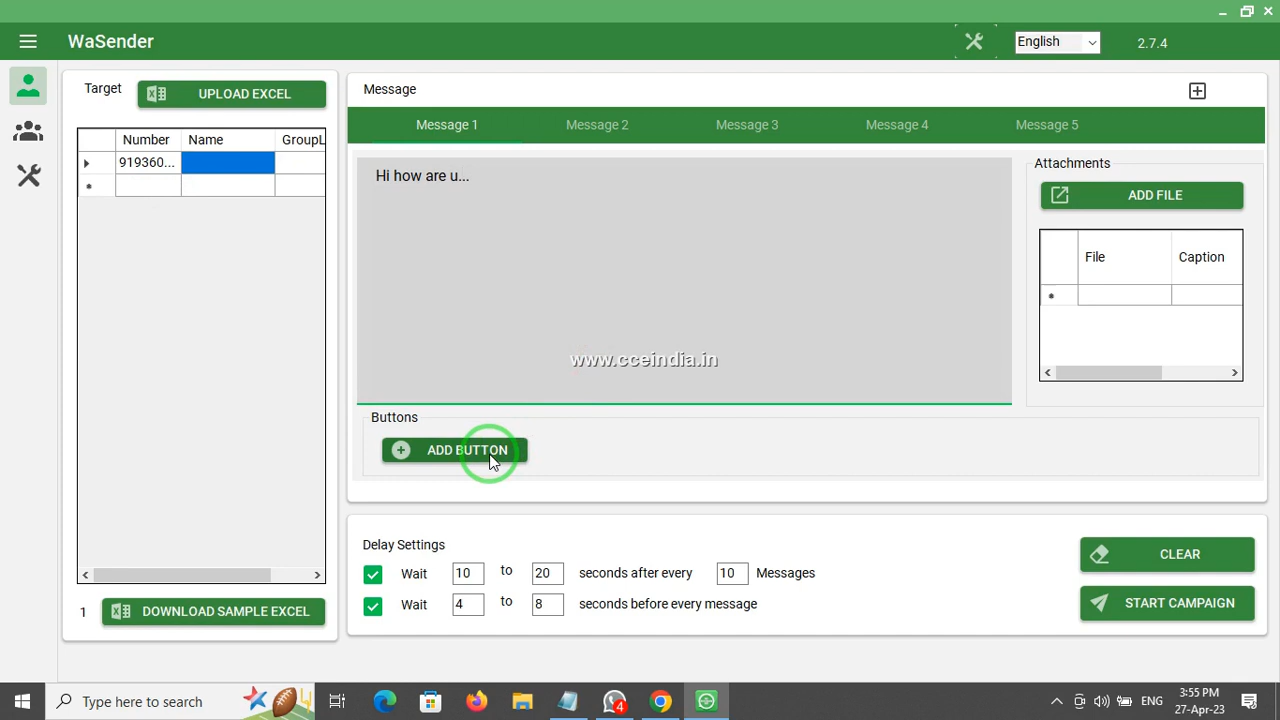 WaSender
English
2.7.4
Target
UPLOAD EXCEL
Number Name GroupL
919360...
1
DOWNLOAD SAMPLE EXCEL
Message
Message 1 Message 2 Message 3 Message 4 Message 5
Hi how are u...
www.cceindia.in
Attachments
ADD FILE
File Caption
Buttons
ADD BUTTON
Delay Settings
Wait 10 to 20 seconds after every 10 Messages
Wait 4 to 8 seconds before every message
CLEAR
START CAMPAIGN
Type here to search
4
ENG
3:55 PM
27-Apr-23